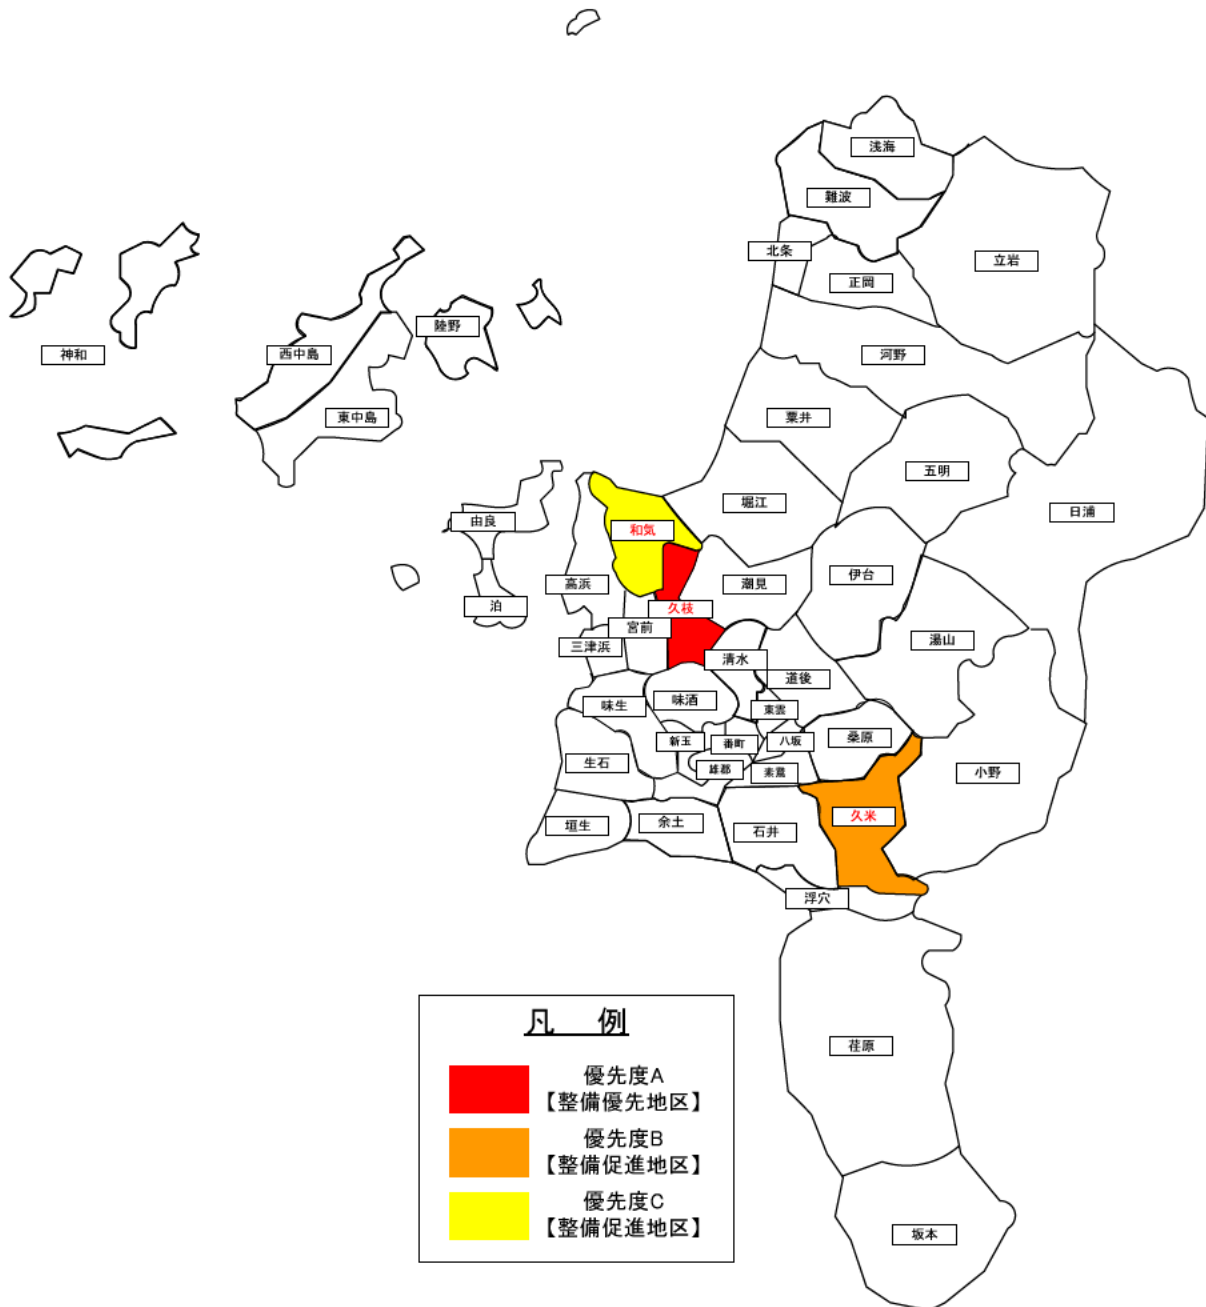 浅海
難波
北条
立岩
正岡
陸野
神和
西中島
河野
東中島
粟井
五明
堀江
日浦
由良
和気
高浜
潮見
伊台
泊
久枝
宮前
湯山
三津浜
清水
道後
味生
味酒
東雲
新玉
番町
八坂
桑原
生石
雄郡
素鵞
小野
垣生
余土
石井
久米
浮穴
荏原
坂本
凡 例
優先度A
【整備優先地区】
優先度B
【整備促進地区】
優先度C
【整備促進地区】